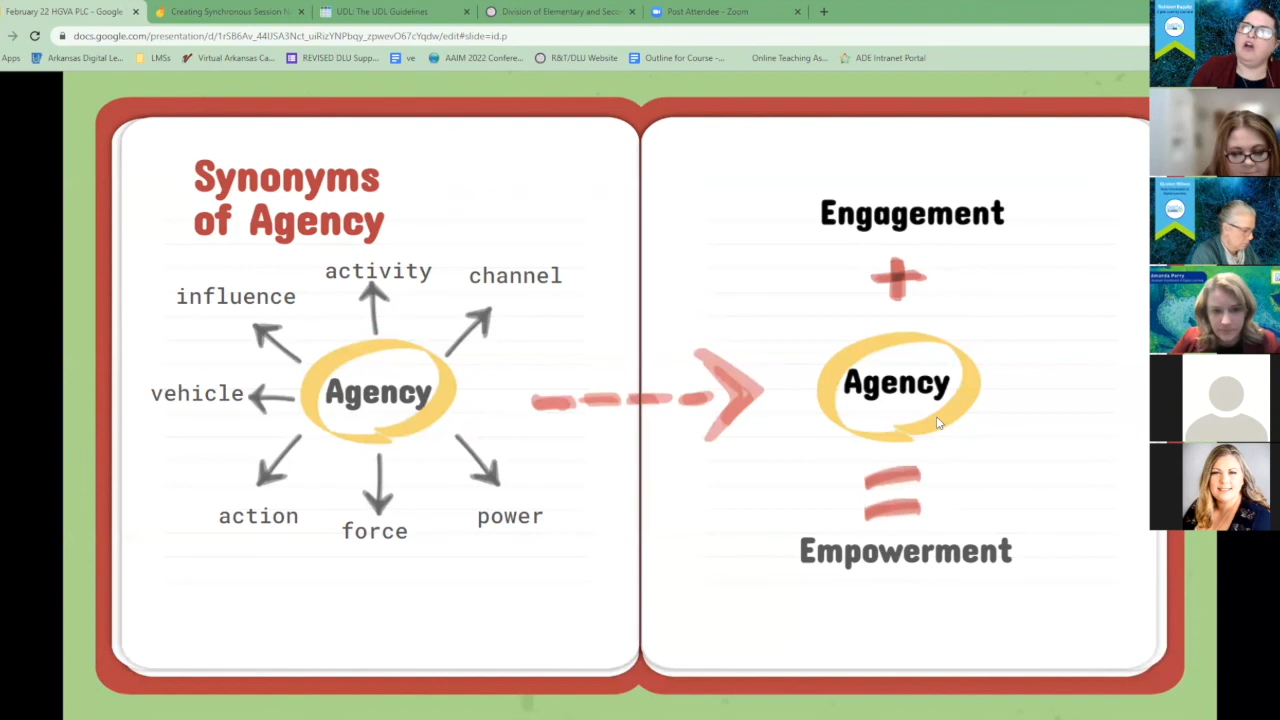 February 22 HGVA PLC - Google
Creating Synchronous Session N
UDL: The UDL Guidelines
Division of Elementary and Seco
Post Attendee - Zoom
docs.google.com/presentation/d/1rSB6Av_44USA3Nct_uiRizYNPbqy_zpwevO67cYqdw/edit#slide=id.p
Apps
Arkansas Digital Le...
LMSs
Virtual Arkansas Ca...
REVISED DLU Supp...
ve
AAIM 2022 Confere...
R&T/DLU Website
Outline for Course -...
Online Teaching As...
ADE Intranet Portal
Synonyms
of Agency
activity
channel
influence
vehicle
Agency
action
force
power
Engagement
+
Agency
=
Empowerment
Amanda Perry